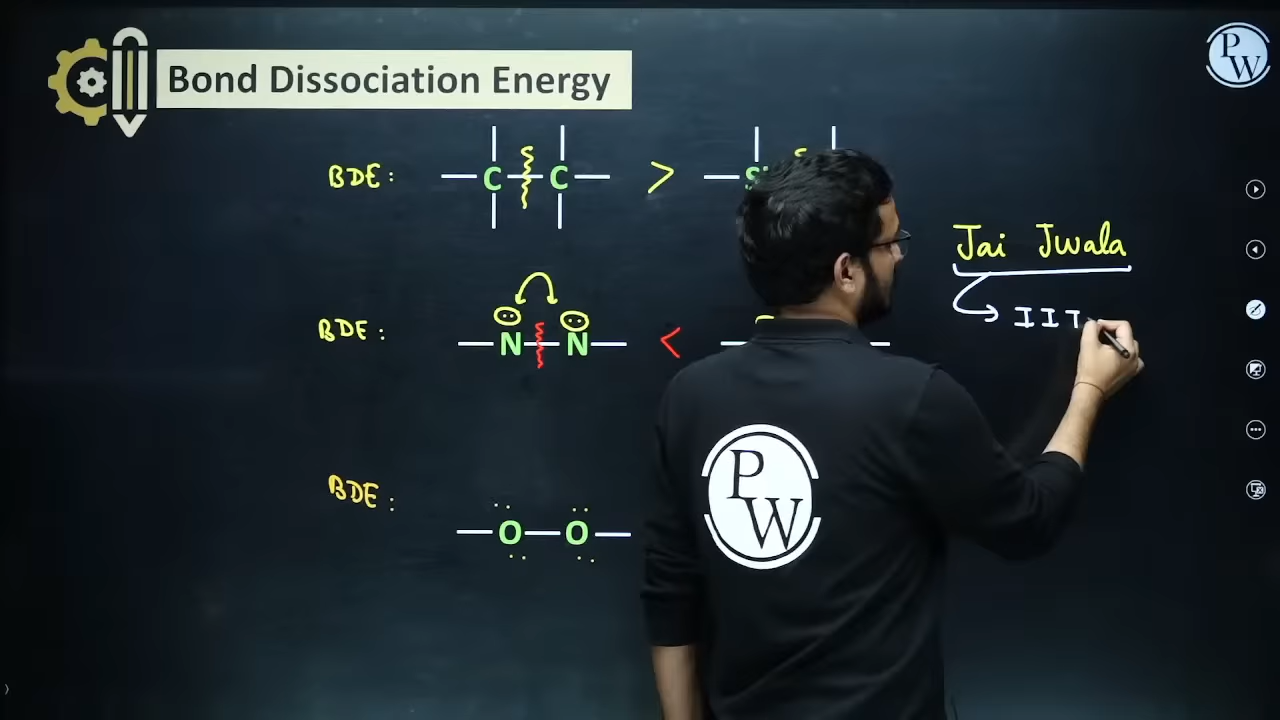 PW
Bond Dissociation Energy
BDE: C C > S
Jai Jwala
IIT
BDE: N N <
BDE: O O
PW